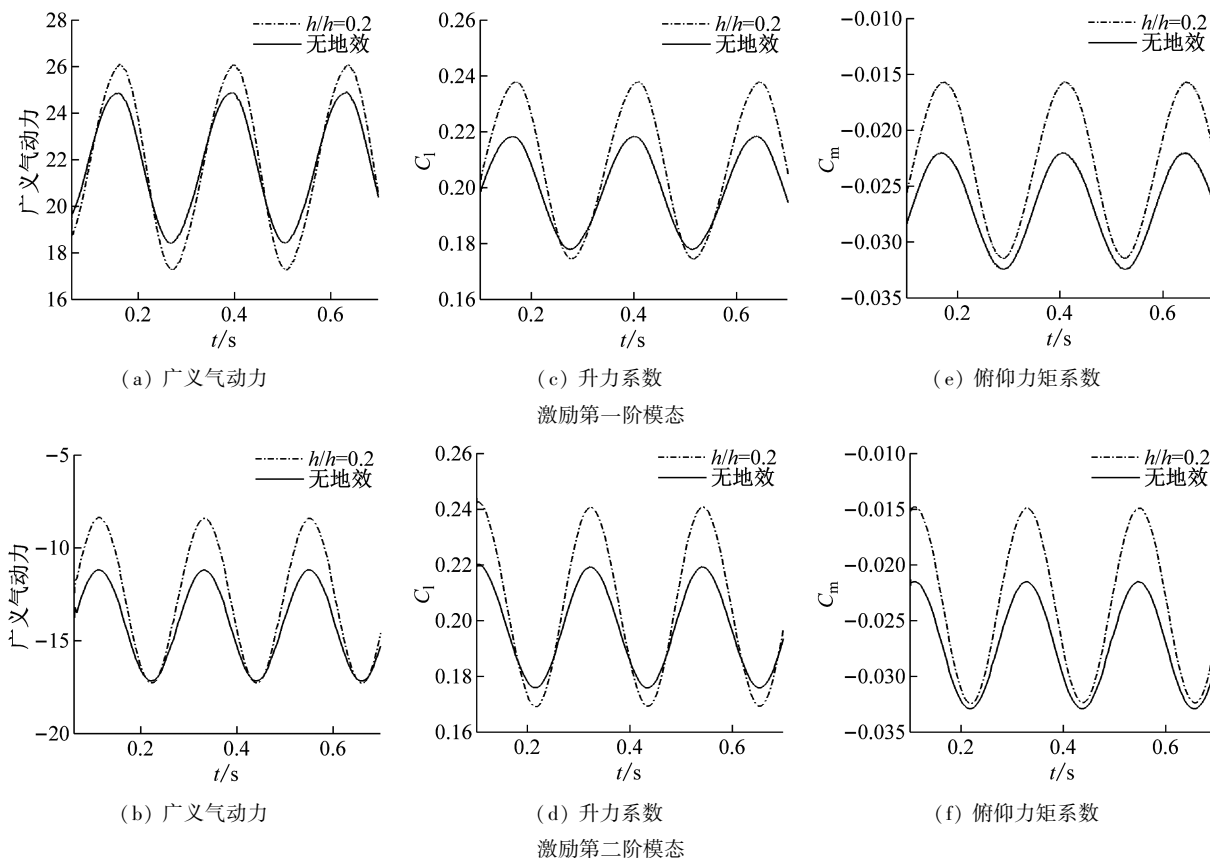 28
26
24
22
20
18
16
广义气动力
h/h=0.2
无地效
0.2
0.4
0.6
t/s
(a) 广义气动力
0.26
0.24
0.22
0.20
0.18
0.16
C_l
h/h=0.2
无地效
0.2
0.4
0.6
t/s
(c) 升力系数
-0.010
-0.015
-0.020
-0.025
-0.030
-0.035
C_m
h/h=0.2
无地效
0.2
0.4
0.6
t/s
(e) 俯仰力矩系数
激励第一阶模态
-5
-10
-15
-20
广义气动力
h/h=0.2
无地效
0.2
0.4
0.6
t/s
(b) 广义气动力
0.26
0.24
0.22
0.20
0.18
0.16
C_l
h/h=0.2
无地效
0.2
0.4
0.6
t/s
(d) 升力系数
-0.010
-0.015
-0.020
-0.025
-0.030
-0.035
C_m
h/h=0.2
无地效
0.2
0.4
0.6
t/s
(f) 俯仰力矩系数
激励第二阶模态